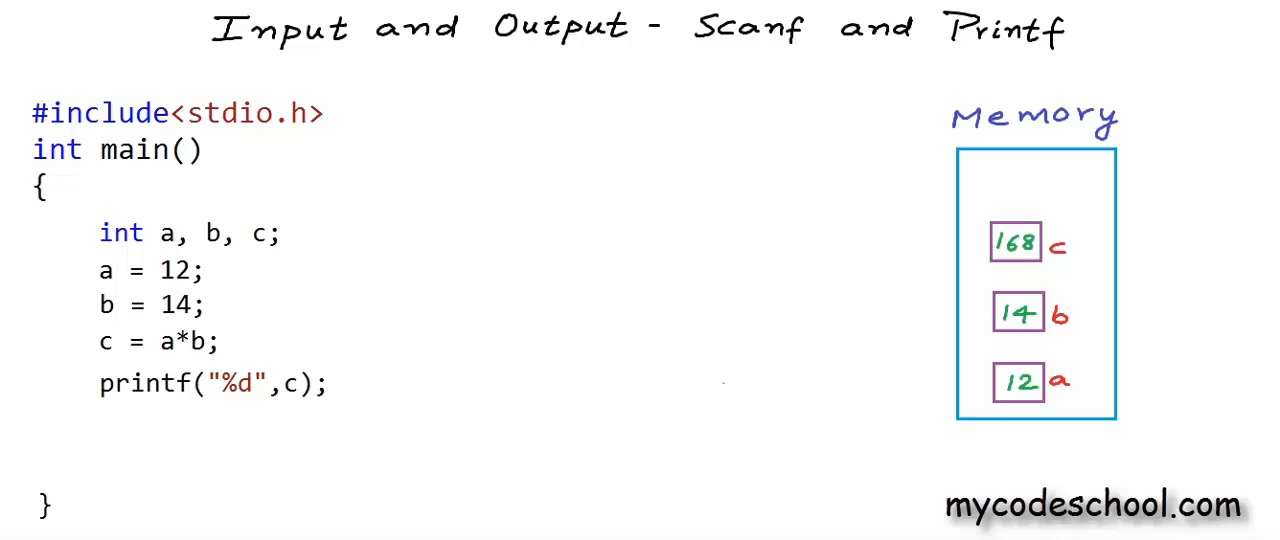 Input and Output - Scanf and Printf
#include<stdio.h>
int main()
{
int a, b, c;
a = 12;
b = 14;
c = a*b;
printf("%d",c);
}
Memory
168 c
14 b
12 a
mycodeschool.com